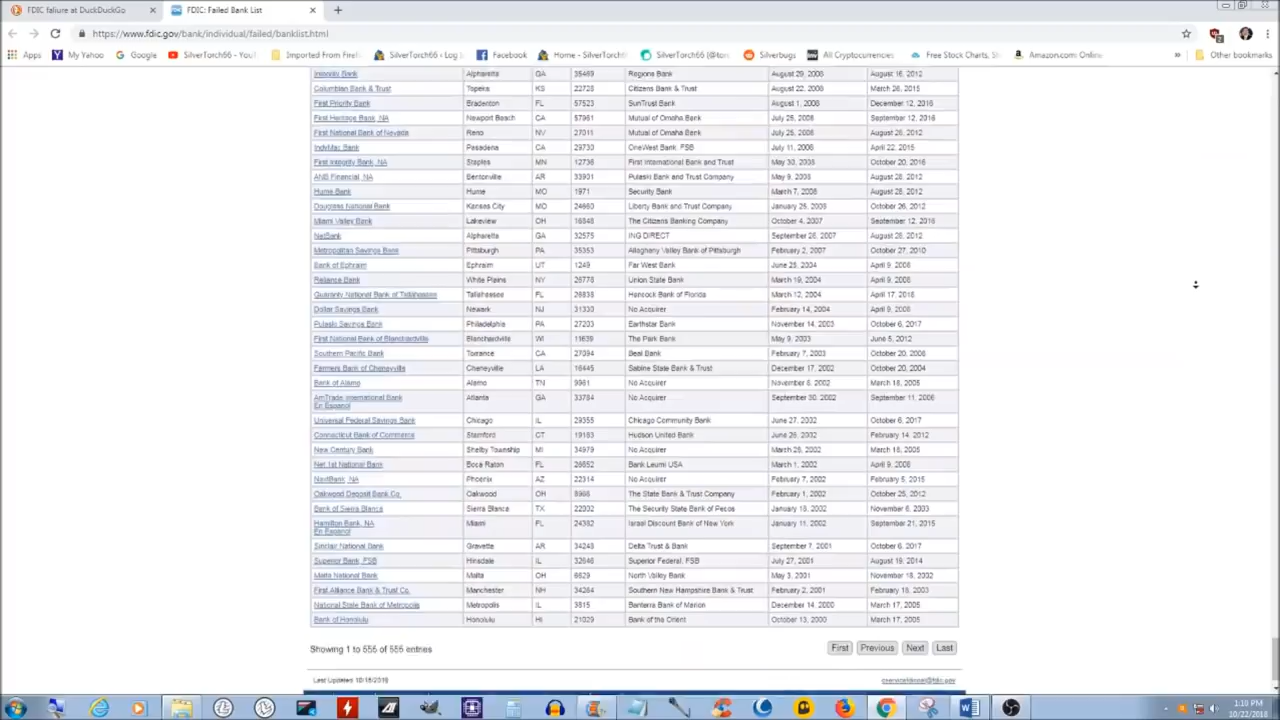 FDIC faliure at DuckDuckGo
FDIC: Failed Bank List
https://www.fdic.gov/bank/individual/failed/banklist.html
Apps My Yahoo Google SilverTorch66 - You Imported From Firef SilverTorch66 › Log Facebook Home - SilverTorch SilverTorch66 (@ton Silverbugs All Cryptocurrencies Free Stock Charts, St Amazon.com: Online » Other bookmarks
Integrity Bank Alpharetta GA 35469 Regions Bank August 29, 2008 August 16, 2012
Columbian Bank & Trust Topeka KS 22728 Citizens Bank & Trust August 22, 2008
First Priority Bank Bradenton FL 57523 SunTrust Bank August 1, 2008 December 12, 2016
First Heritage Bank, NA Newport Beach CA 57961 Mutual of Omaha Bank July 25, 2008 September 12, 2016
First National Bank of Nevada Reno NV 27011 Mutual of Omaha Bank July 25, 2008 August 28, 2012
IndyMac Bank Pasadena CA 29730 OneWest Bank, FSB July 11, 2008 April 22, 2015
First Integrity Bank, NA Staples MN 12736 First International Bank and Trust May 30, 2008 October 20, 2016
ANB Financial, NA Bentonville AR 33901 Pulaski Bank and Trust Company May 9, 2008 August 28, 2012
Hume Bank Hume MO 1971 Security Bank March 7, 2008 August 28, 2012
Douglass National Bank Kansas City MO 24660 Liberty Bank and Trust Company January 25, 2008 October 26, 2012
Miami Valley Bank Lakeview OH 16848 The Citizens Banking Company October 4, 2007 September 12, 2016
NetBank Alpharetta GA 32575 ING DIRECT September 28, 2007 August 28, 2012
Metropolitan Savings Bank Pittsburgh PA 35353 Allegheny Valley Bank of Pittsburgh February 2, 2007 October 27, 2010
Bank of Ephraim Ephraim UT 1249 Far West Bank June 25, 2004 April 9, 2008
Reliance Bank White Plains NY 26778 Union State Bank March 19, 2004 April 9, 2008
Guaranty National Bank of Tallahassee Tallahassee FL 26838 Hancock Bank of Florida March 12, 2004 April 17, 2018
Dollar Savings Bank Newark NJ 31330 No Acquirer February 14, 2004 April 9, 2008
Pulaski Savings Bank Philadelphia PA 27203 Earthstar Bank November 14, 2003 October 6, 2017
First National Bank of Blanchardville Blanchardville WI 11639 The Park Bank May 9, 2003 June 5, 2012
Southern Pacific Bank Torrance CA 27094 Beal Bank February 7, 2003 October 20, 2008
Farmers Bank of Cheneyville Cheneyville LA 16445 Sabine State Bank & Trust December 17, 2002 October 20, 2004
Bank of Alamo Alamo TN 9961 No Acquirer November 8, 2002 March 18, 2005
AmTrade International Bank Atlanta GA 33784 No Acquirer September 30, 2002 September 11, 2006
En Espanol
Universal Federal Savings Bank Chicago IL 29355 Chicago Community Bank June 27, 2002 October 6, 2017
Connecticut Bank of Commerce Stamford CT 19183 Hudson United Bank June 26, 2002 February 14, 2012
New Century Bank Shelby Township MI 34979 No Acquirer March 28, 2002 March 18, 2005
Net 1st National Bank Boca Raton FL 26652 Bank Leumi USA March 1, 2002 April 9, 2008
NextBank, NA Phoenix AZ 22314 No Acquirer February 7, 2002 February 5, 2015
Oakwood Deposit Bank Co. Oakwood OH 8966 The State Bank & Trust Company February 1, 2002 October 25, 2012
Bank of Sierra Blanca Sierra Blanca TX 22002 The Security State Bank of Pecos January 18, 2002 November 6, 2003
Hamilton Bank, NA Miami FL 24382 Israel Discount Bank of New York January 11, 2002 September 21, 2015
En Espanol
Sinclair National Bank Gravette AR 34248 Delta Trust & Bank September 7, 2001 October 6, 2017
Superior Bank, FSB Hinsdale IL 32646 Superior Federal, FSB July 27, 2001 August 19, 2014
Malta National Bank Malta OH 6629 North Valley Bank May 3, 2001 November 18, 2002
First Alliance Bank & Trust Co. Manchester NH 34264 Southern New Hampshire Bank & Trust February 2, 2001 February 18, 2003
National State Bank of Metropolis Metropolis IL 3815 Banterra Bank of Marion December 14, 2000 March 17, 2005
Bank of Honolulu Honolulu HI 21029 Bank of the Orient October 13, 2000 March 17, 2005
Showing 1 to 555 of 555 entries
First Previous Next Last
Last Updated 10/16/2018
1:10 PM
10/22/2018